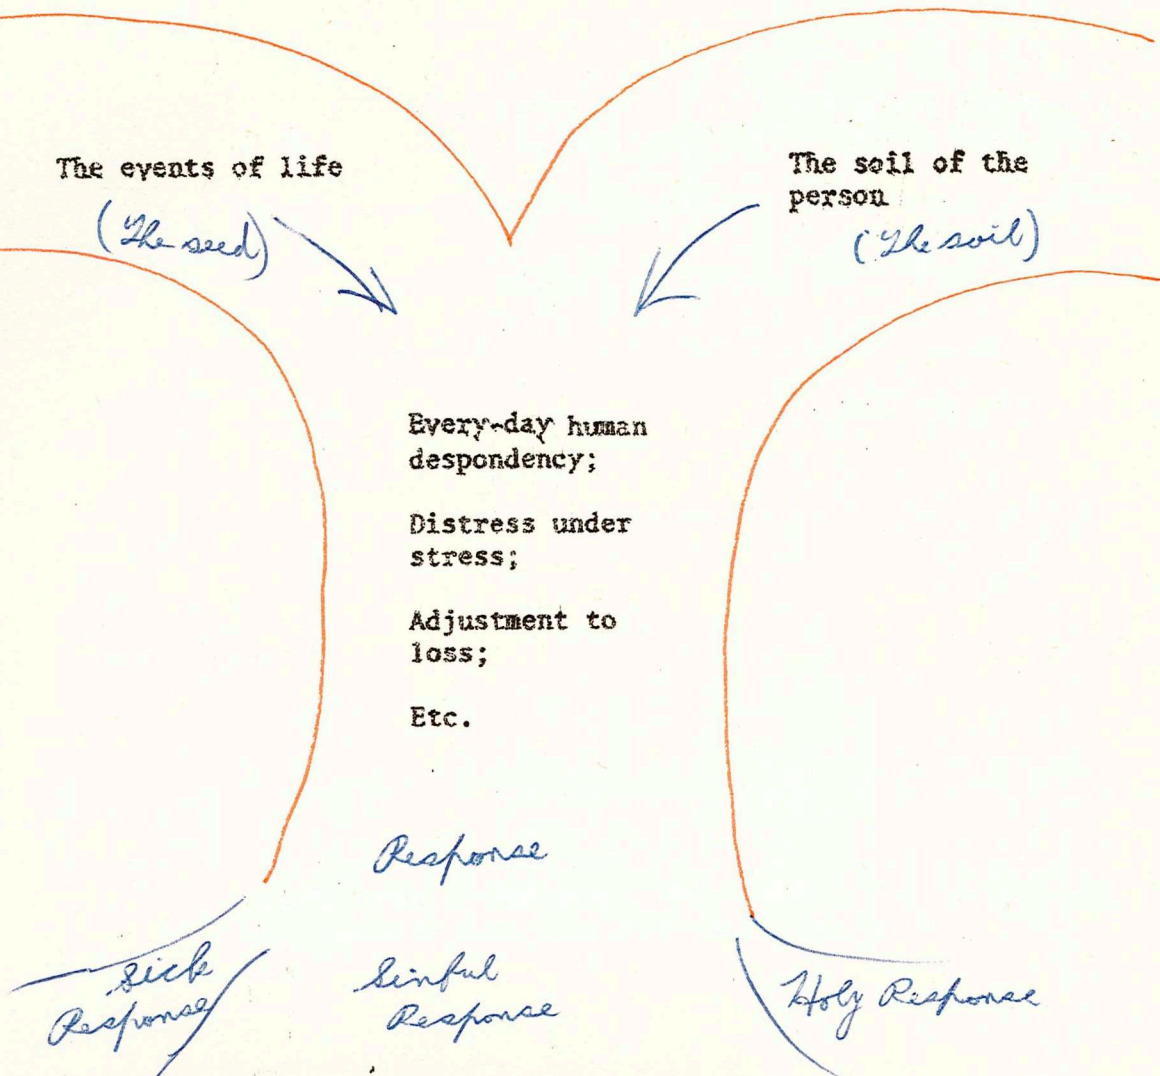 The events of life
(The seed)
The soil of the
person
(The soil)
Every-day human
despondency;
Distress under
stress;
Adjustment to
loss;
Etc.
Response
Sick
Response
Sinful
Response
Holy Response